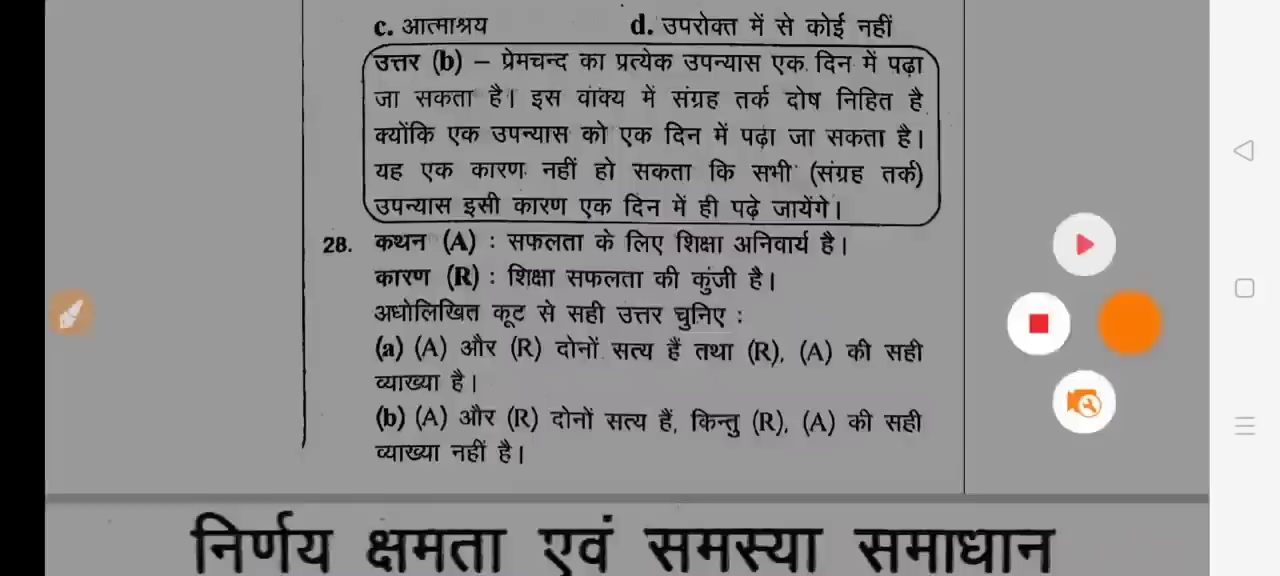 c. आत्माश्रय d. उपरोक्त में से कोई नहीं
उत्तर (b) – प्रेमचन्द का प्रत्येक उपन्यास एक दिन में पढ़ा
जा सकता है। इस वाक्य में संग्रह तर्क दोष निहित है
क्योंकि एक उपन्यास को एक दिन में पढ़ा जा सकता है।
यह एक कारण नहीं हो सकता कि सभी (संग्रह तर्क)
उपन्यास इसी कारण एक दिन में ही पढ़े जायेंगे।
28. कथन (A) : सफलता के लिए शिक्षा अनिवार्य है।
कारण (R) : शिक्षा सफलता की कुंजी है।
अधोलिखित कूट से सही उत्तर चुनिए :
(a) (A) और (R) दोनों सत्य हैं तथा (R), (A) की सही
व्याख्या है।
(b) (A) और (R) दोनों सत्य हैं, किन्तु (R), (A) की सही
व्याख्या नहीं है।
निर्णय क्षमता एवं समस्या समाधान